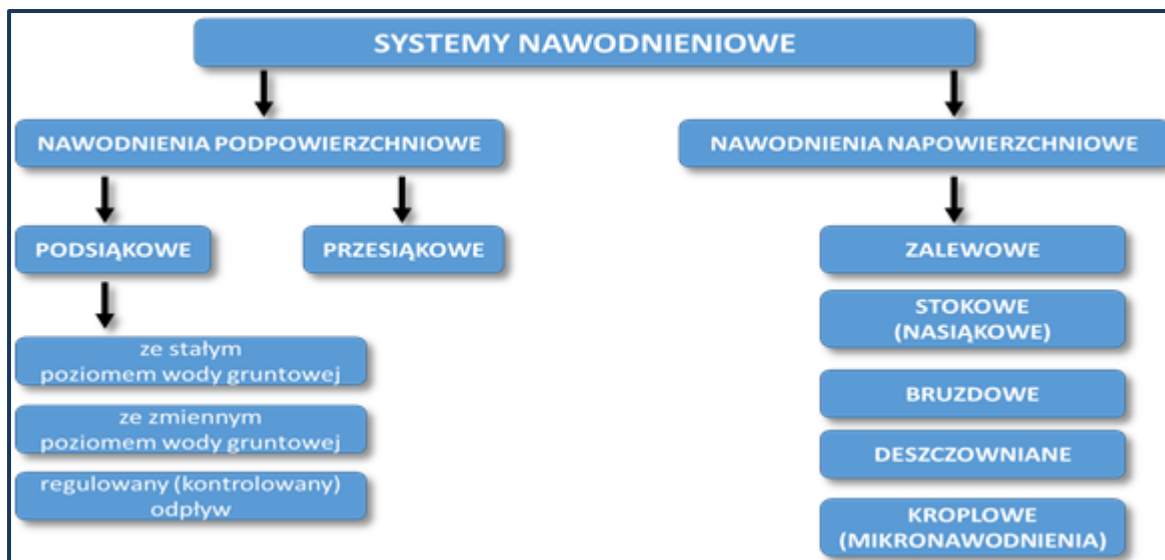 SYSTEMY NAWODNIENIOWE
NAWODNIENIA PODPOWIERZCHNIOWE
NAWODNIENIA NAPOWIERZCHNIOWE
PODSIĄKOWE
PRZESIĄKOWE
ze stałym
poziomem wody gruntowej
ze zmiennym
poziomem wody gruntowej
regulowany (kontrolowany)
odpływ
ZALEWOWE
STOKOWE
(NASIĄKOWE)
BRUZDOWE
DESZCZOWNIANE
KROPLOWE
(MIKRONAWODNIENIA)